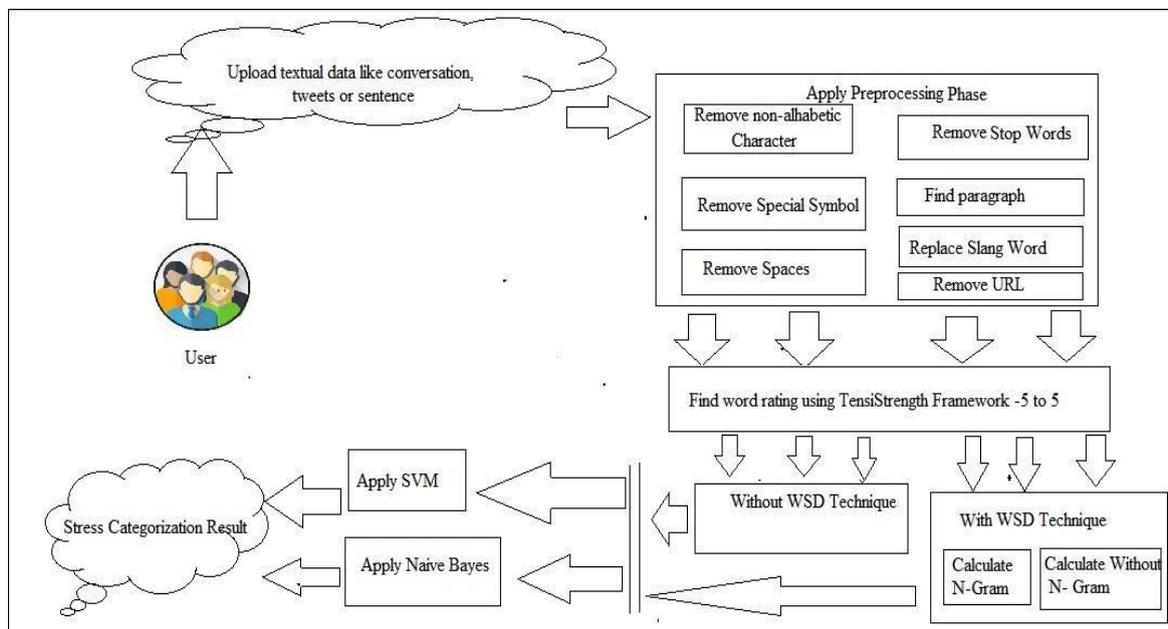 Upload textual data like conversation,
tweets or sentence
Apply Preprocessing Phase
Remove non-alhabetic
Character
Remove Stop Words
Remove Special Symbol
Find paragraph
Replace Slang Word
Remove Spaces
Remove URL
User
Find word rating using TensiStrength Framework -5 to 5
Apply SVM
Without WSD Technique
With WSD Technique
Stress Categorization Result
Apply Naive Bayes
Calculate
N-Gram
Calculate Without
N- Gram